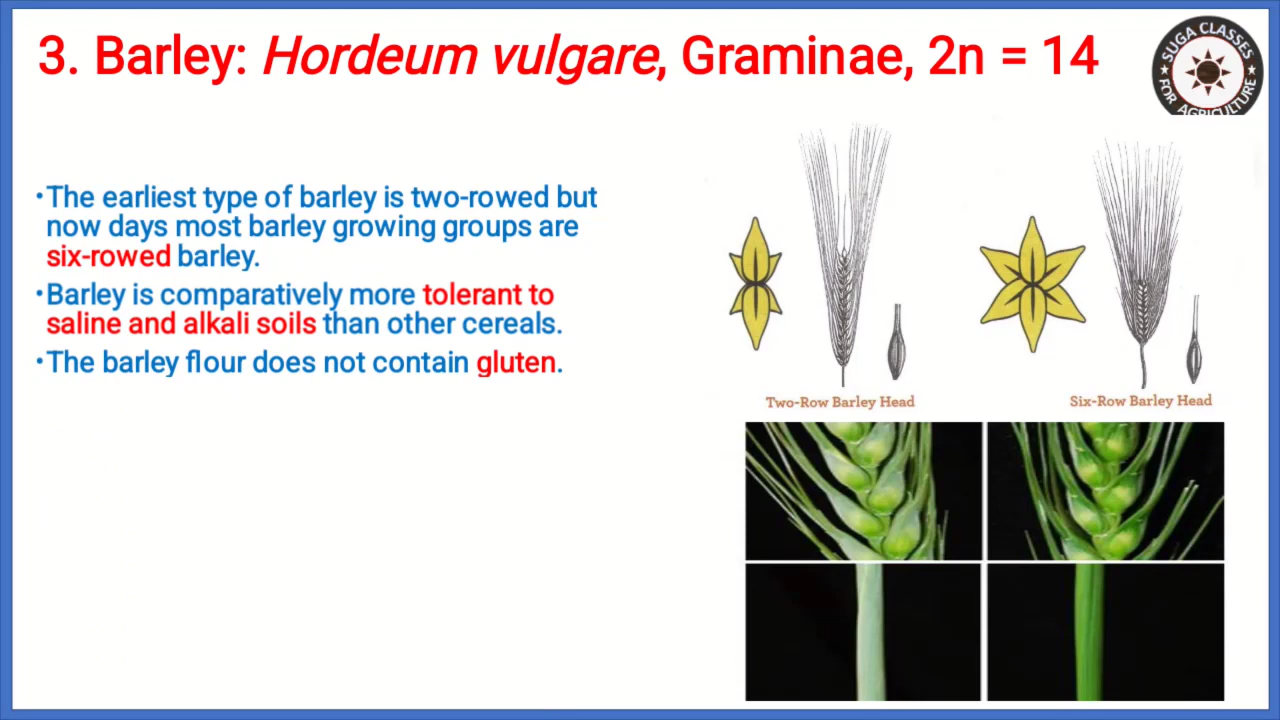 3. Barley: Hordeum vulgare, Graminae, 2n = 14
SUGA CLASSES
FOR AGRICULTURE
•The earliest type of barley is two-rowed but
now days most barley growing groups are
six-rowed barley.
•Barley is comparatively more tolerant to
saline and alkali soils than other cereals.
•The barley flour does not contain gluten.
Two-Row Barley Head
Six-Row Barley Head